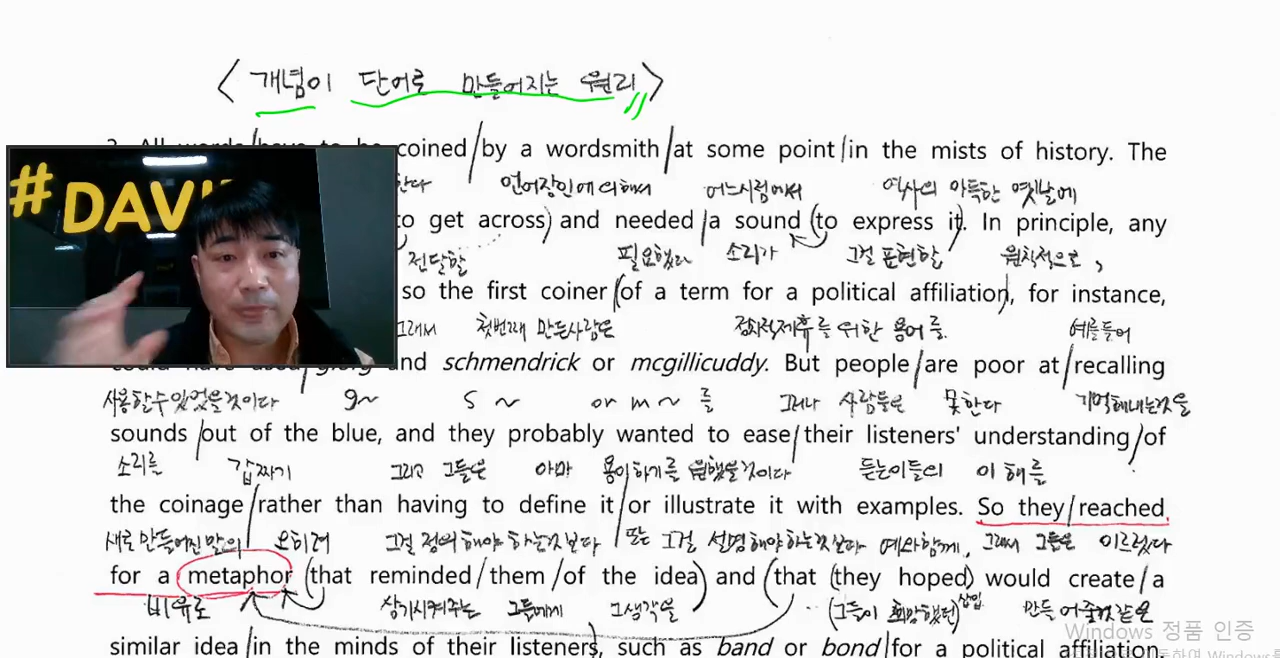 〈개념이 단어로 만들어지는 원리〉
All words have to be coined by a wordsmith at some point in the mists of history. The
한다 언어장인에 의해서 어느시점에서 역사의 아득한 옛날에
#DAVI
to get across) and needed a sound (to express it). In principle, any
전달할 필요했다 소리가 그걸 표현할 원칙적으로,
so the first coiner (of a term for a political affiliation), for instance,
그래서 첫번째 만든사람은 정치적제휴를 위한 용어를 예를들어
could have used glorg and schmendrick or mcgillicuddy. But people are poor at recalling
사용할수있었을것이다 g~ s ~ or m ~ 를 그러나 사람들은 못한다 기억해내는것을
sounds out of the blue, and they probably wanted to ease their listeners' understanding of
소리를 갑자기 그리고 그들은 아마 용이하기를 원했을것이다 듣는이들의 이해를
the coinage rather than having to define it or illustrate it with examples. So they reached
새로만들어진말의 오히려 그걸 정의해야 하는것보다 또는 그걸 설명해야하는것보다 예와함께, 그래서 그들은 이르렀다
for a metaphor (that reminded them of the idea) and (that (they hoped) would create a
비유로 상기시켜주는 그들에게 그생각을 (그들이 희망했던) 삽입 만들어줄것같은
similar idea in the minds of their listeners), such as band or bond for a political affiliation.
Windows 정품 인증